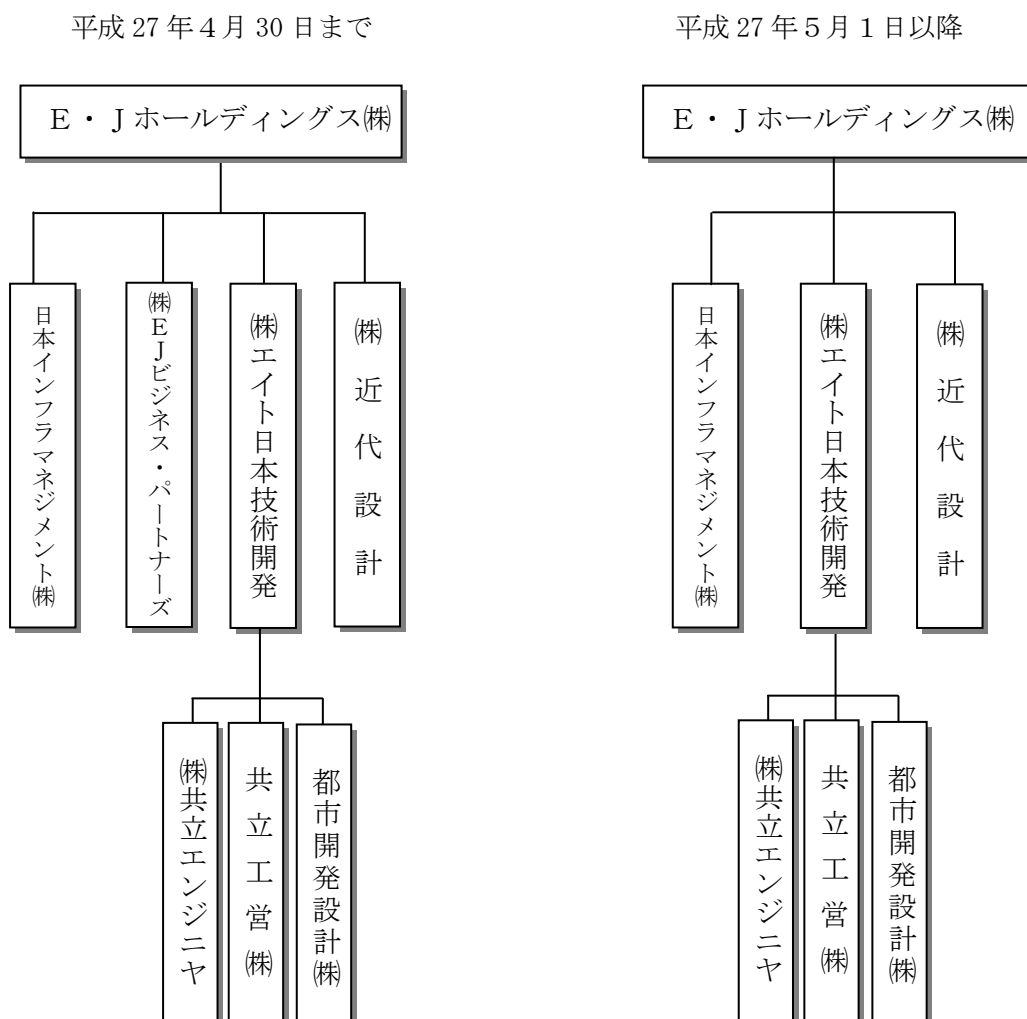 平成 27 年４月 30 日まで
Ｅ・Ｊホールディングス㈱
日本インフラマネジメント㈱
㈱ＥＪビジネス・パートナーズ
㈱エイト日本技術開発
㈱近代設計
㈱共立エンジニヤ
共立工営㈱
都市開発設計㈱
平成 27 年５月１日以降
Ｅ・Ｊホールディングス㈱
日本インフラマネジメント㈱
㈱エイト日本技術開発
㈱近代設計
㈱共立エンジニヤ
共立工営㈱
都市開発設計㈱